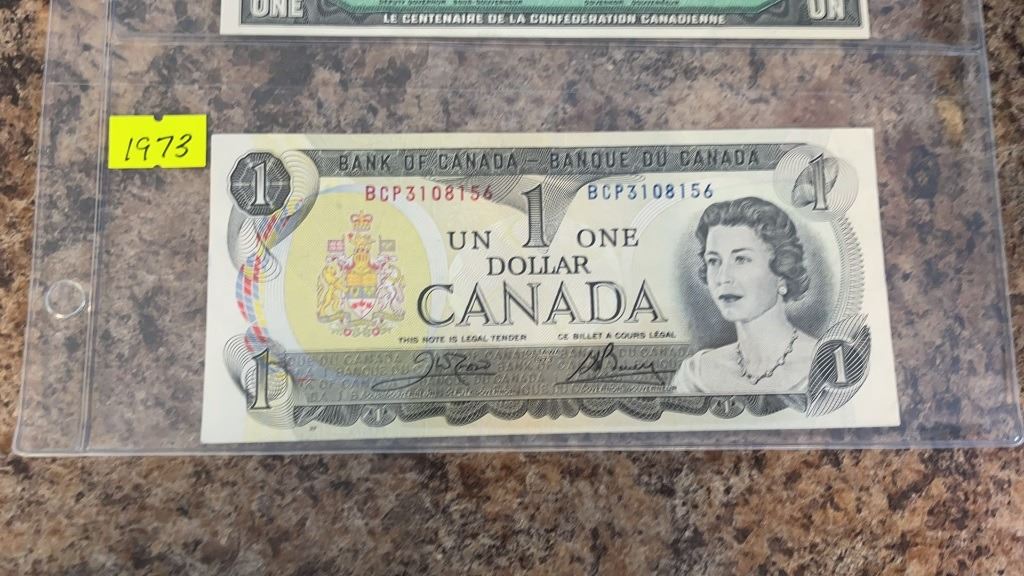 ONE UN
LE CENTENAIRE DE LA CONFEDERATION CANADIENNE
1973
1 BANK OF CANADA – BANQUE DU CANADA 1
BCP3108156 BCP3108156
UN 1 ONE
DOLLAR
CANADA
THIS NOTE IS LEGAL TENDER CE BILLET A COURS LÉGAL
1 1